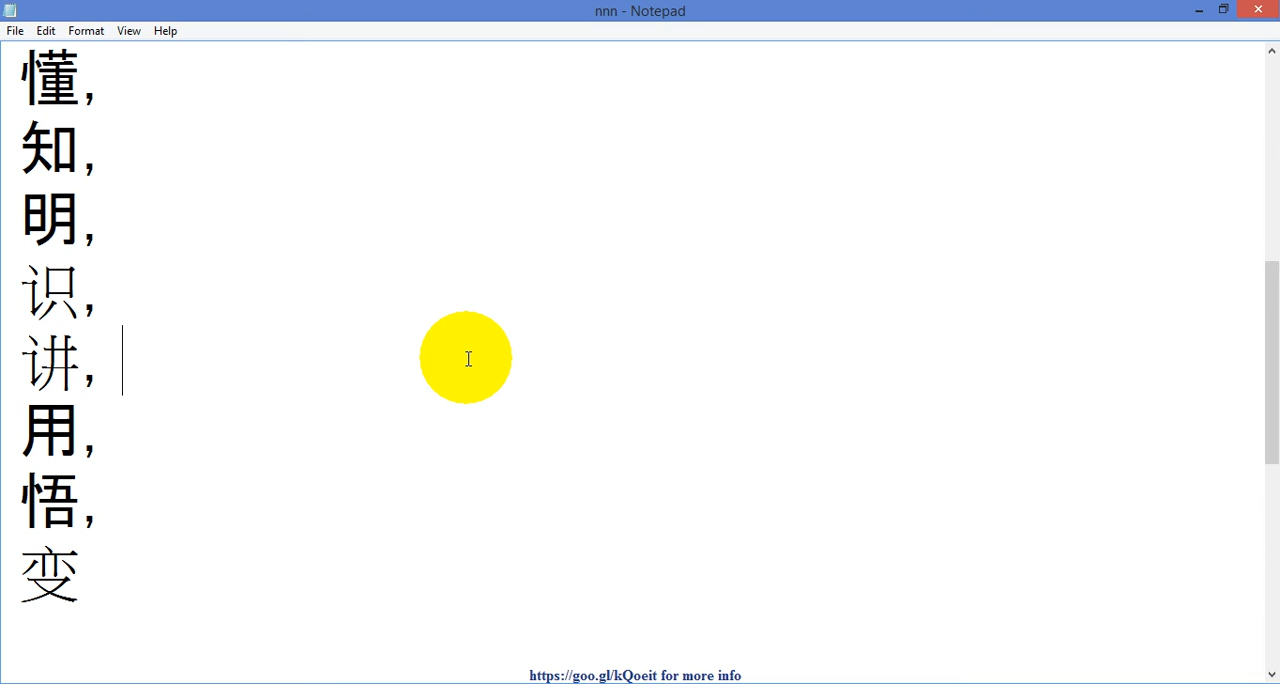 nnn - Notepad
File Edit Format View Help
懂,
知,
明,
识,
讲,
用,
悟,
变
https://goo.gl/kQoeit for more info